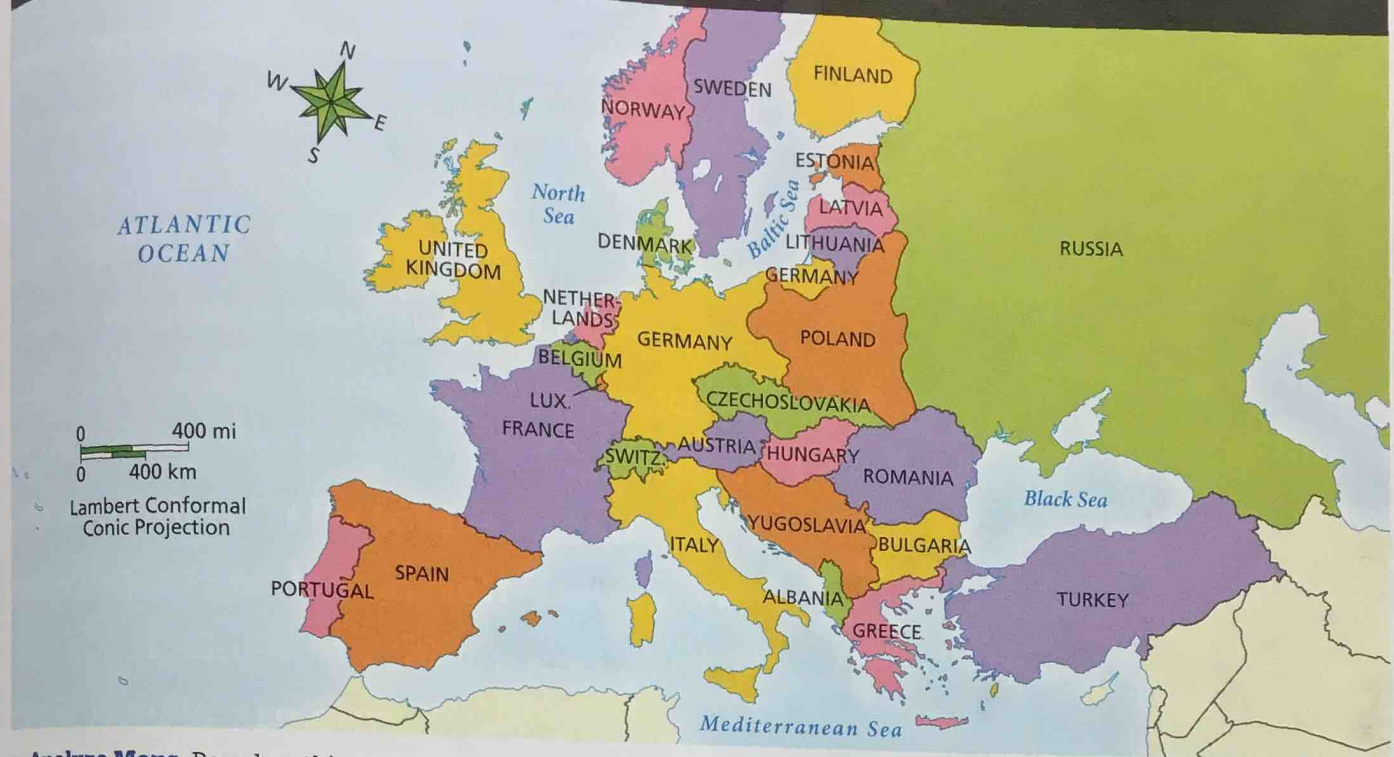 N
W
E
S
NORWAY
SWEDEN
FINLAND
ESTONIA
North
Sea
ATLANTIC
OCEAN
UNITED
KINGDOM
DENMARK
Baltic Sea
LATVIA
LITHUANIA
RUSSIA
GERMANY
NETHER-
LANDS
GERMANY
POLAND
BELGIUM
LUX.
CZECHOSLOVAKIA
FRANCE
0 400 mi
0 400 km
Lambert Conformal
Conic Projection
SWITZ.
AUSTRIA
HUNGARY
ROMANIA
Black Sea
YUGOSLAVIA
ITALY
BULGARIA
PORTUGAL
SPAIN
ALBANIA
TURKEY
GREECE
Mediterranean Sea
Analyze Maps